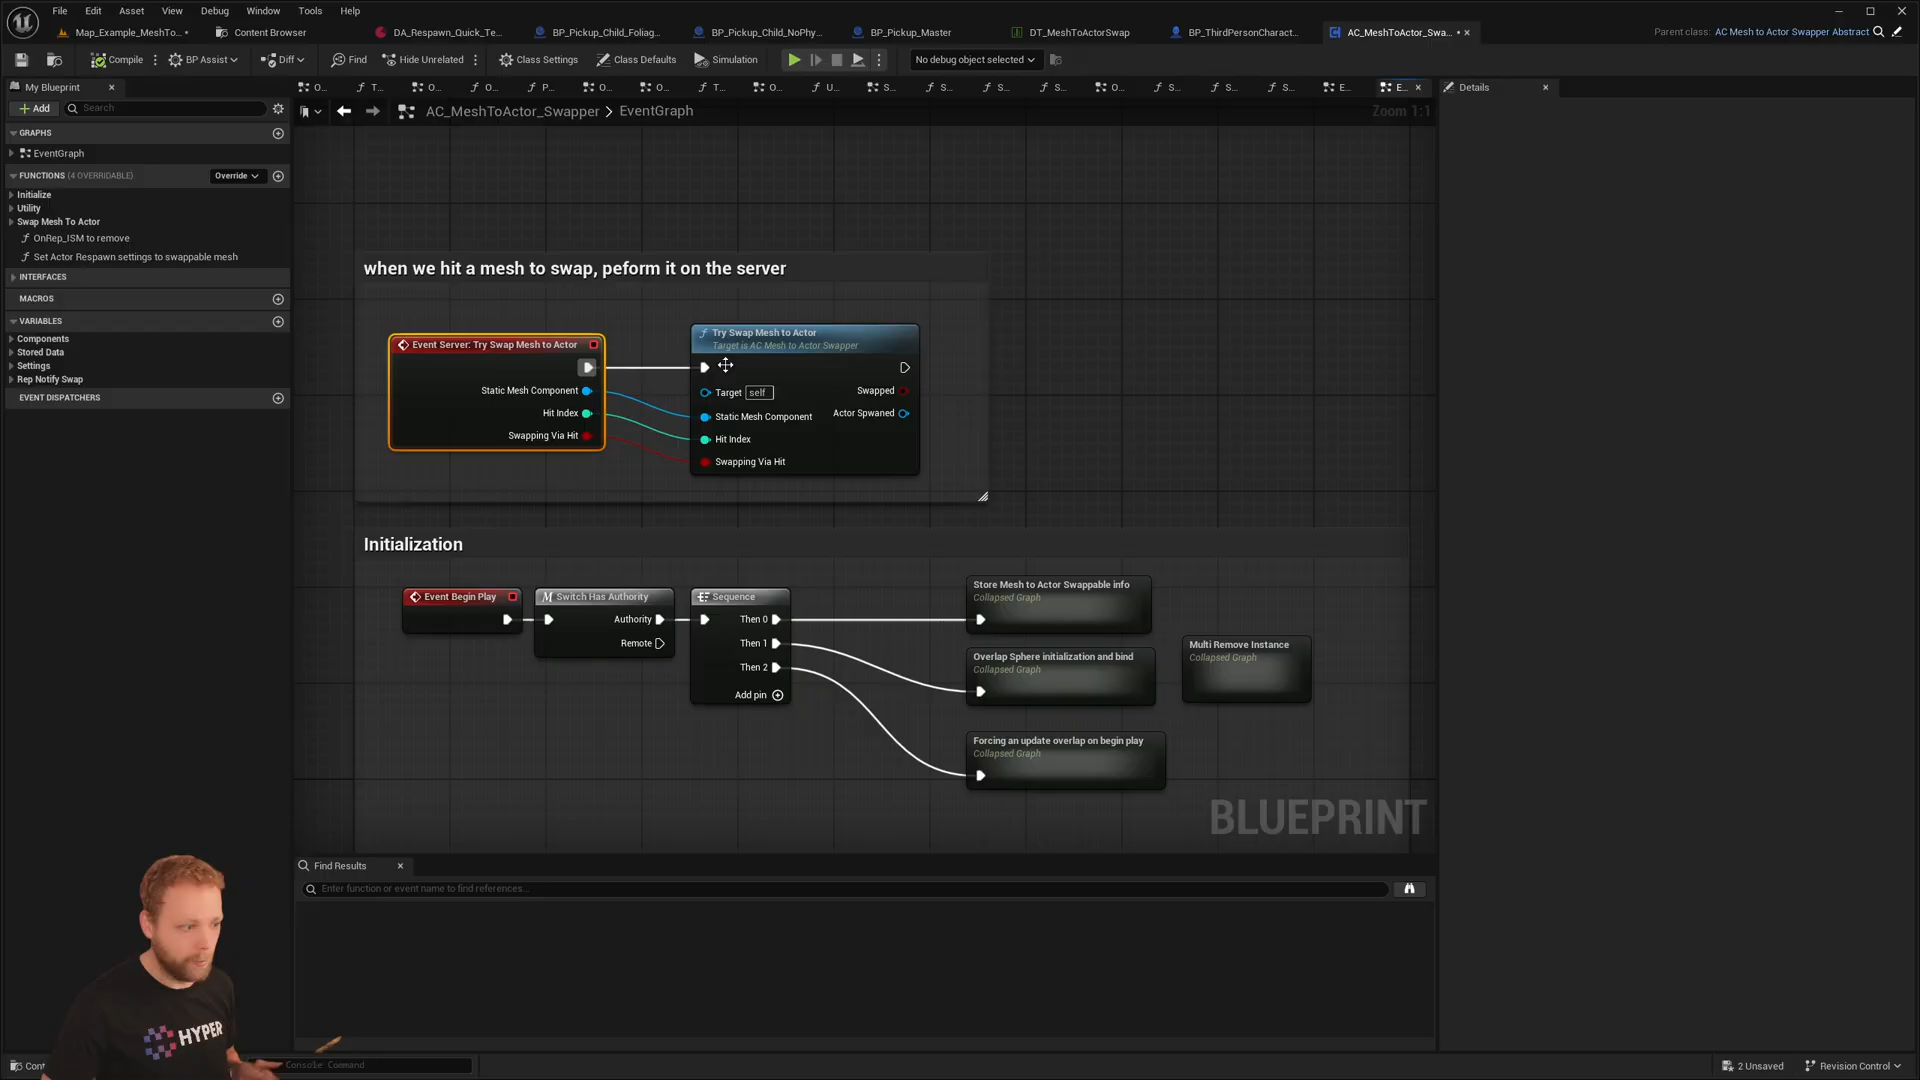 File Edit Asset View Debug Window Tools Help
Map_Example_MeshTo... Content Browser DA_Respawn_Quick_Te... BP_Pickup_Child_Foliag... BP_Pickup_Child_NoPhy... BP_Pickup_Master DT_MeshToActorSwap BP_ThirdPersonCharact... AC_MeshToActor_Swa... Parent class: AC Mesh to Actor Swapper Abstract
Compile BP Assist Diff Find Hide Unrelated Class Settings Class Defaults Simulation No debug object selected
My Blueprint O... T... O... P... O... O... T... O... U... S... S... S... S... O... S... S... S... E... E... Details
Add Search AC_MeshToActor_Swapper > EventGraph Zoom 1:1
GRAPHS
EventGraph
FUNCTIONS (4 OVERRIDABLE) Override
Initialize
Utility
Swap Mesh To Actor
OnRep_ISM to remove
Set Actor Respawn settings to swappable mesh
INTERFACES
MACROS
VARIABLES
Components
Stored Data
Settings
Rep Notify Swap
EVENT DISPATCHERS
when we hit a mesh to swap, peform it on the server
Event Server: Try Swap Mesh to Actor
Static Mesh Component
Hit Index
Swapping Via Hit
Try Swap Mesh to Actor
Target is AC Mesh to Actor Swapper
Target self Swapped
Static Mesh Component Actor Spwaned
Hit Index
Swapping Via Hit
Initialization
Event Begin Play
Switch Has Authority
Authority
Remote
Sequence
Then 0
Then 1
Then 2
Add pin
Store Mesh to Actor Swappable info
Collapsed Graph
Overlap Sphere initialization and bind
Collapsed Graph
Multi Remove Instance
Collapsed Graph
Forcing an update overlap on begin play
Collapsed Graph
BLUEPRINT
Find Results
Enter function or event name to find references...
HYPER
Cont Console Command 2 Unsaved Revision Control